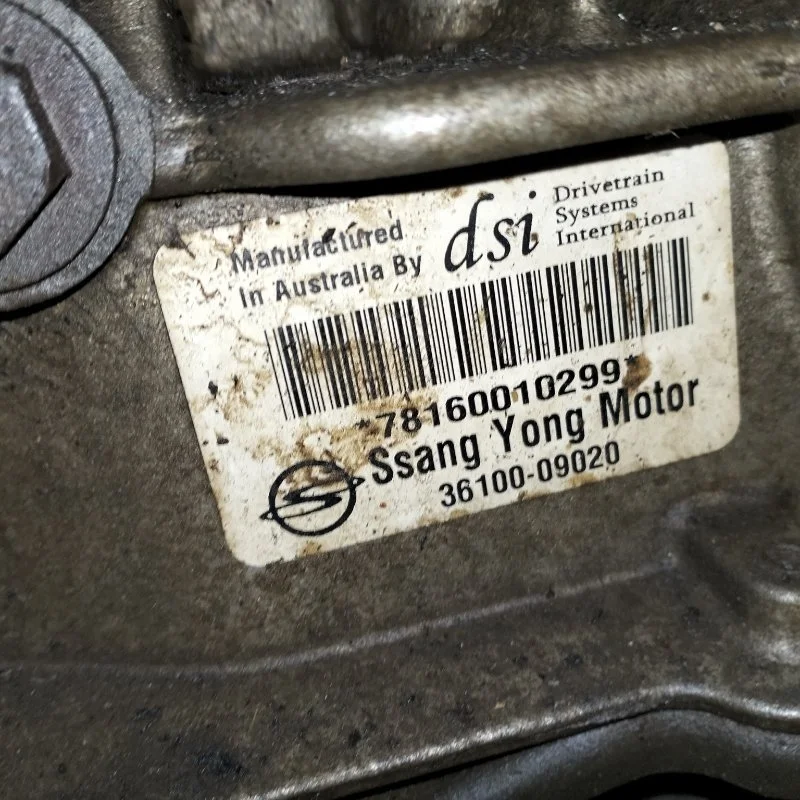 Manufactured
In Australia By
dsi
Drivetrain
Systems
International
*78160010299*
Ssang Yong Motor
36100-09020